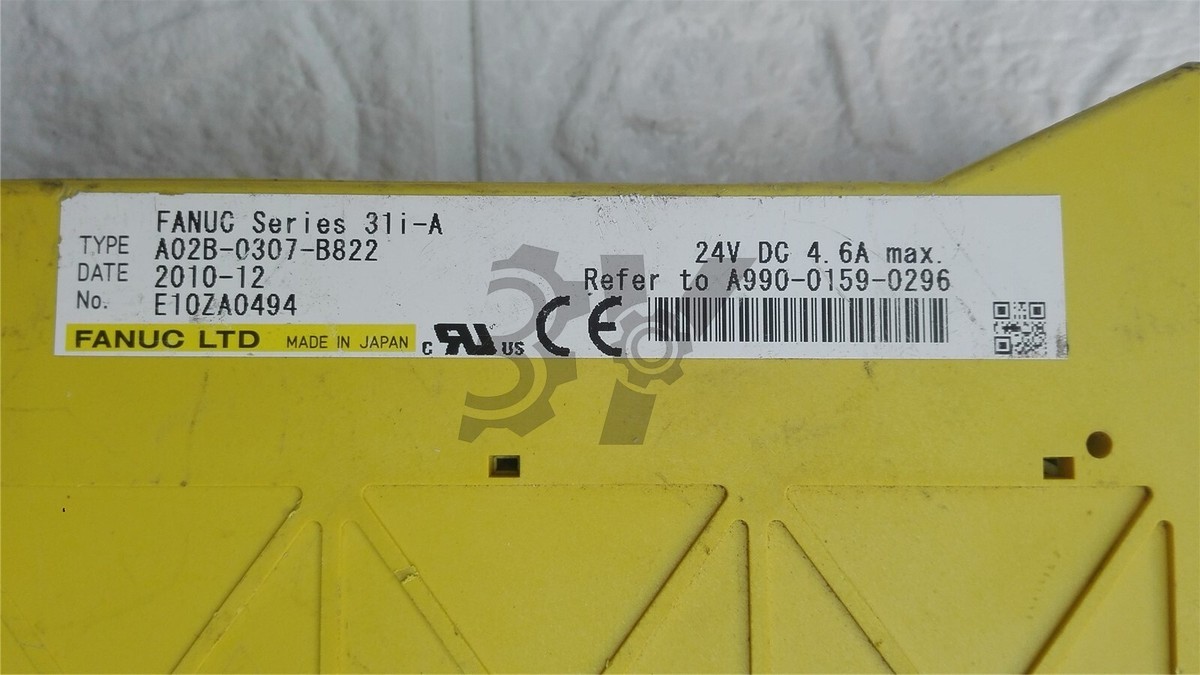 FANUC Series 31i-A
TYPE A02B-0307-B822
DATE 2010-12
No. E10ZA0494
24V DC 4.6A max.
Refer to A990-0159-0296
FANUC LTD MADE IN JAPAN
c RU US CE